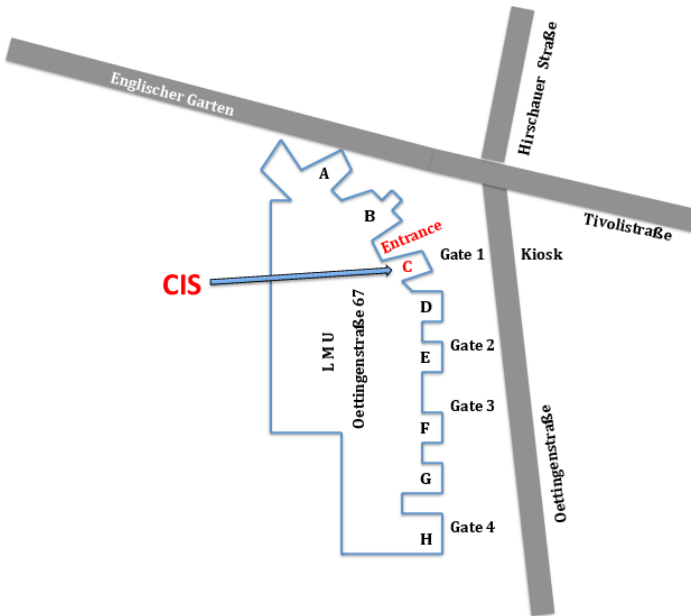 Englischer Garten
Hirschauer Straße
Tivolistraße
A
B
Entrance
C
Gate 1
Kiosk
CIS
D
L M U
Oettingenstraße 67
E
Gate 2
Gate 3
F
Oettingenstraße
G
H
Gate 4